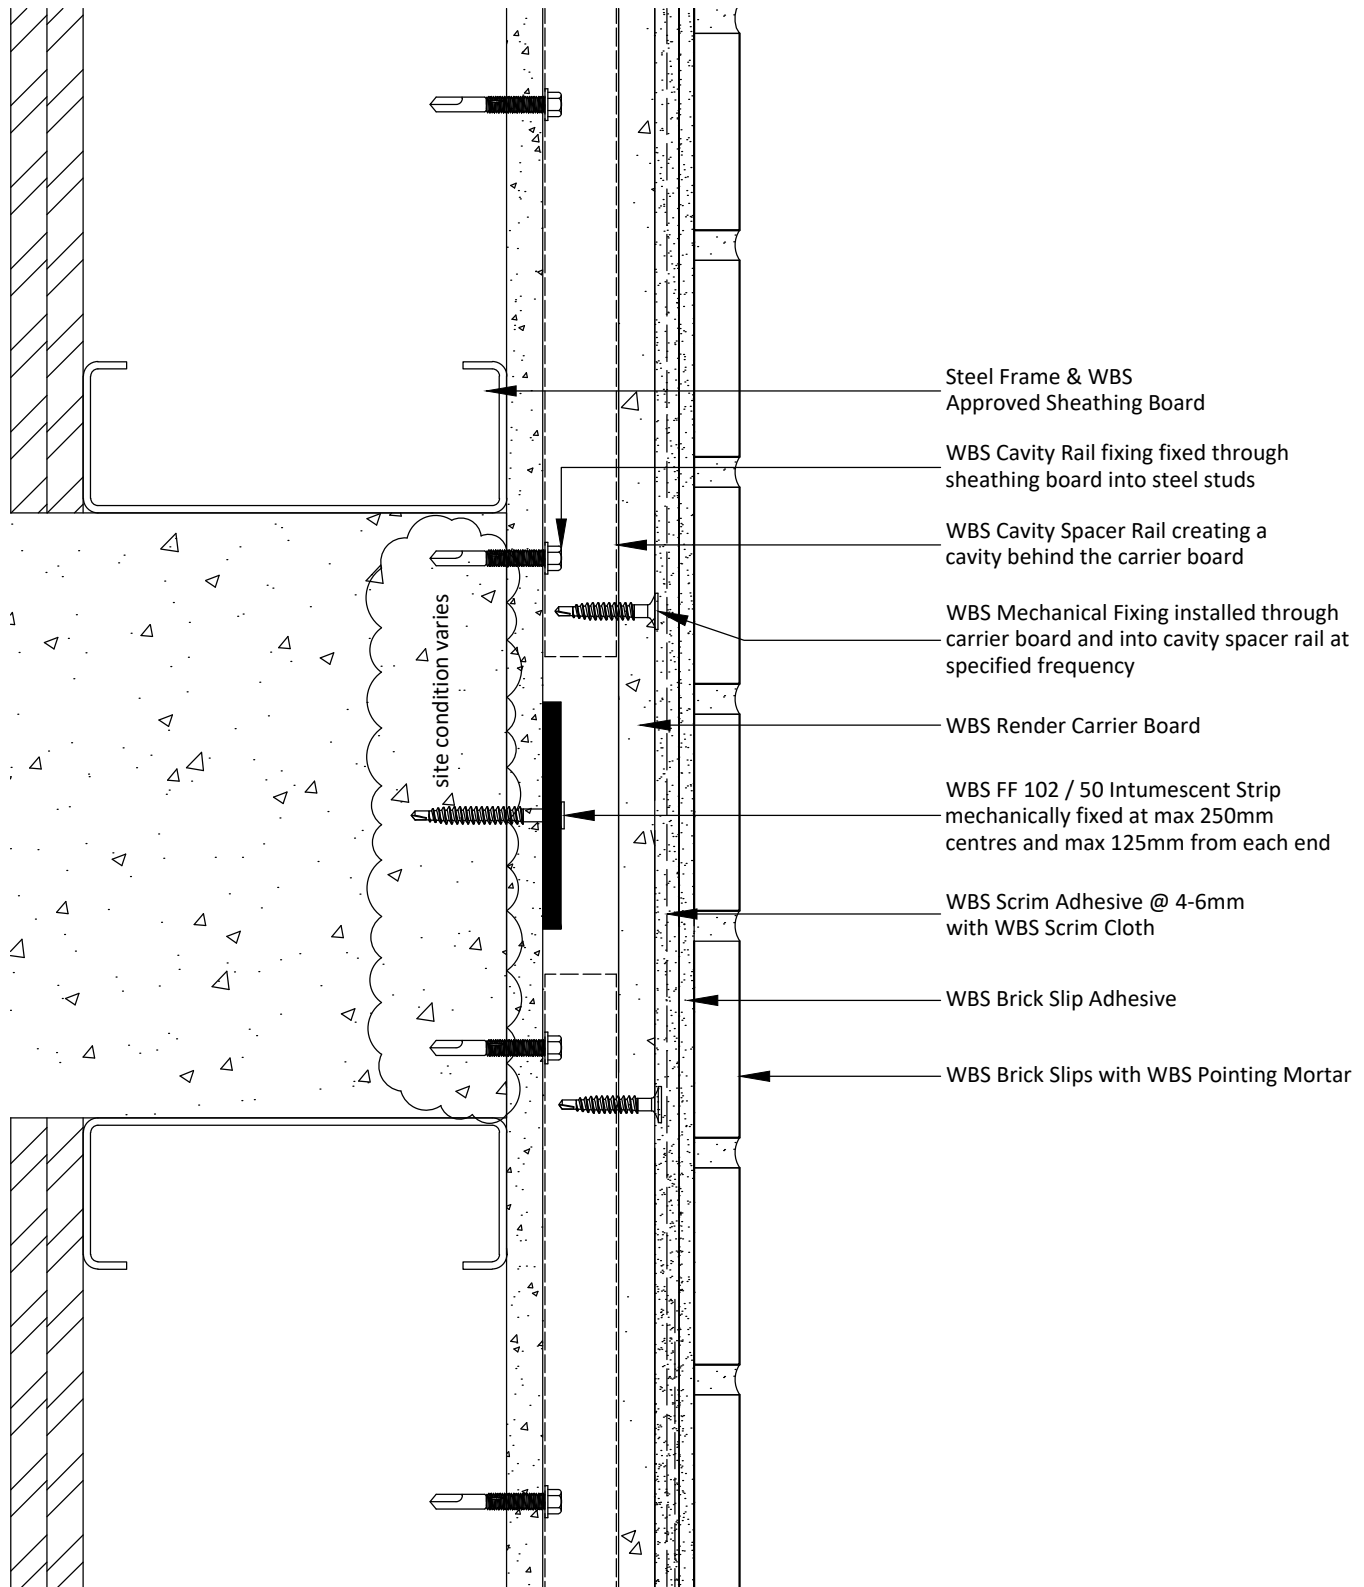 Steel Frame & WBS
Approved Sheathing Board
WBS Cavity Rail fixing fixed through
sheathing board into steel studs
WBS Cavity Spacer Rail creating a
cavity behind the carrier board
WBS Mechanical Fixing installed through
carrier board and into cavity spacer rail at
specified frequency
WBS Render Carrier Board
WBS FF 102 / 50 Intumescent Strip
mechanically fixed at max 250mm
centres and max 125mm from each end
WBS Scrim Adhesive @ 4-6mm
with WBS Scrim Cloth
WBS Brick Slip Adhesive
WBS Brick Slips with WBS Pointing Mortar
site condition varies